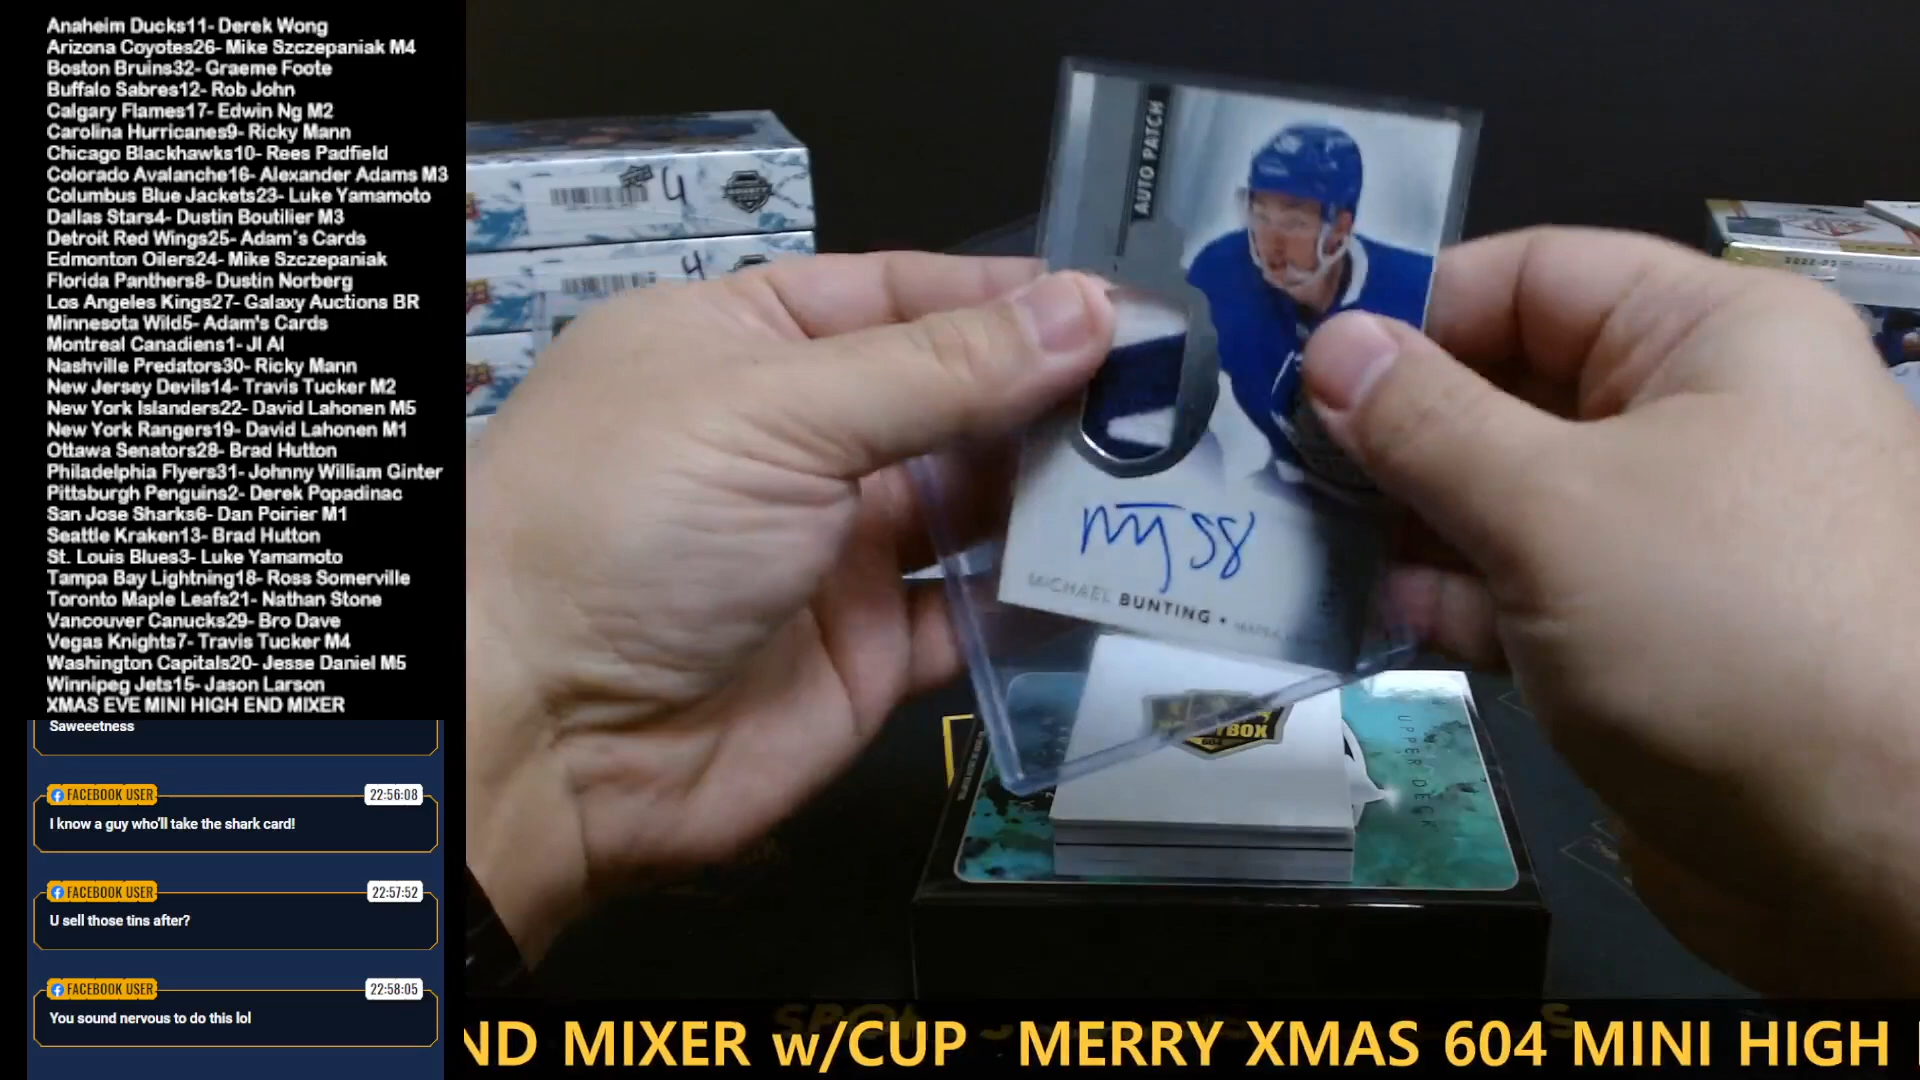 Anaheim Ducks11- Derek Wong
Arizona Coyotes26- Mike Szczepaniak M4
Boston Bruins32- Graeme Foote
Buffalo Sabres12- Rob John
Calgary Flames17- Edwin Ng M2
Carolina Hurricanes9- Ricky Mann
Chicago Blackhawks10- Rees Padfield
Colorado Avalanche16- Alexander Adams M3
Columbus Blue Jackets23- Luke Yamamoto
Dallas Stars4- Dustin Boutilier M3
Detroit Red Wings25- Adam's Cards
Edmonton Oilers24- Mike Szczepaniak
Florida Panthers8- Dustin Norberg
Los Angeles Kings27- Galaxy Auctions BR
Minnesota Wild5- Adam's Cards
Montreal Canadiens1- JI AI
Nashville Predators30- Ricky Mann
New Jersey Devils14- Travis Tucker M2
New York Islanders22- David Lahonen M5
New York Rangers19- David Lahonen M1
Ottawa Senators28- Brad Hutton
Philadelphia Flyers31- Johnny William Ginter
Pittsburgh Penguins2- Derek Popadinac
San Jose Sharks6- Dan Poirier M1
Seattle Kraken13- Brad Hutton
St. Louis Blues3- Luke Yamamoto
Tampa Bay Lightning18- Ross Somerville
Toronto Maple Leafs21- Nathan Stone
Vancouver Canucks29- Bro Dave
Vegas Knights7- Travis Tucker M4
Washington Capitals20- Jesse Daniel M5
Winnipeg Jets15- Jason Larson
XMAS EVE MINI HIGH END MIXER
Saweeetness
FACEBOOK USER 22:56:08
I know a guy who'll take the shark card!
FACEBOOK USER 22:57:52
U sell those tins after?
FACEBOOK USER 22:58:05
You sound nervous to do this lol
4
4
AUTO PATCH
58
MICHAEL BUNTING •
604
UPPER DECK
ND MIXER w/CUP MERRY XMAS 604 MINI HIGH